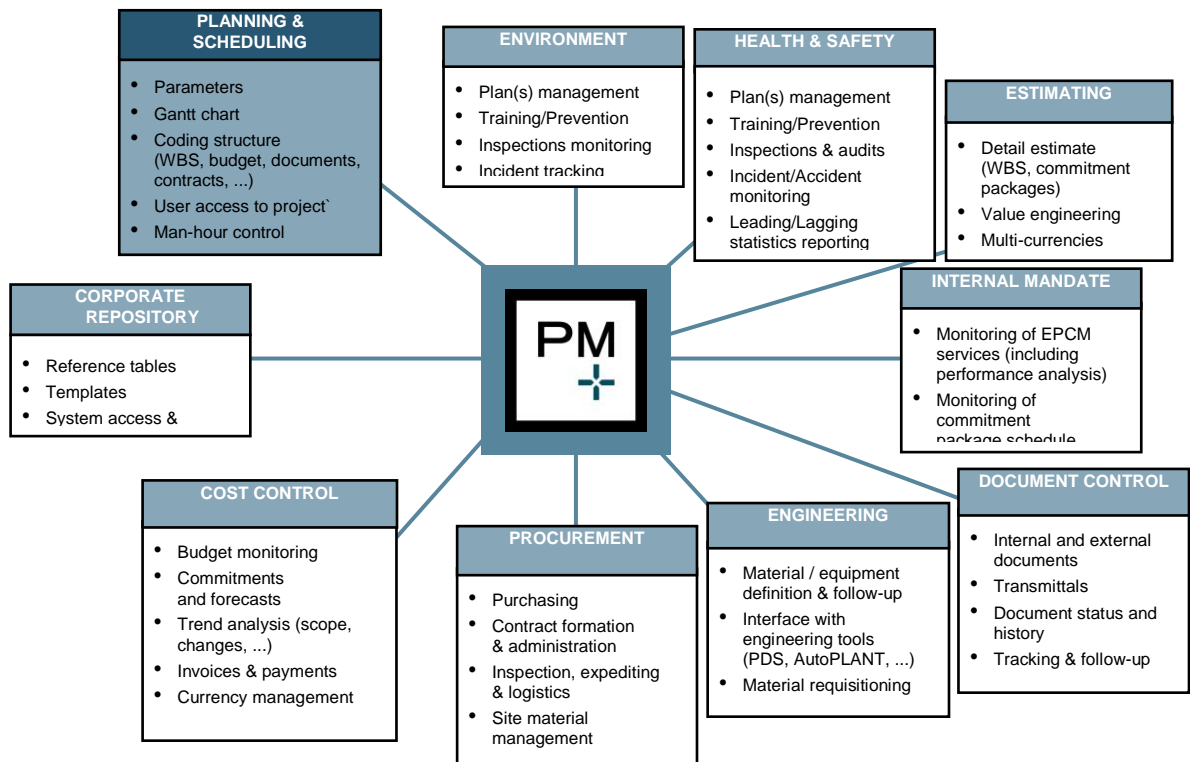 PLANNING &
SCHEDULING
• Parameters
• Gantt chart
• Coding structure
(WBS, budget, documents,
contracts, ...)
• User access to project`
• Man-hour control
ENVIRONMENT
• Plan(s) management
• Training/Prevention
• Inspections monitoring
• Incident tracking
HEALTH & SAFETY
• Plan(s) management
• Training/Prevention
• Inspections & audits
• Incident/Accident
monitoring
• Leading/Lagging
statistics reporting
ESTIMATING
• Detail estimate
(WBS, commitment
packages)
• Value engineering
• Multi-currencies
CORPORATE
REPOSITORY
• Reference tables
• Templates
• System access &
PM
INTERNAL MANDATE
• Monitoring of EPCM
services (including
performance analysis)
• Monitoring of
commitment
package schedule
COST CONTROL
• Budget monitoring
• Commitments
and forecasts
• Trend analysis (scope,
changes, ...)
• Invoices & payments
• Currency management
PROCUREMENT
• Purchasing
• Contract formation
& administration
• Inspection, expediting
& logistics
• Site material
management
ENGINEERING
• Material / equipment
definition & follow-up
• Interface with
engineering tools
(PDS, AutoPLANT, ...)
• Material requisitioning
DOCUMENT CONTROL
• Internal and external
documents
• Transmittals
• Document status and
history
• Tracking & follow-up